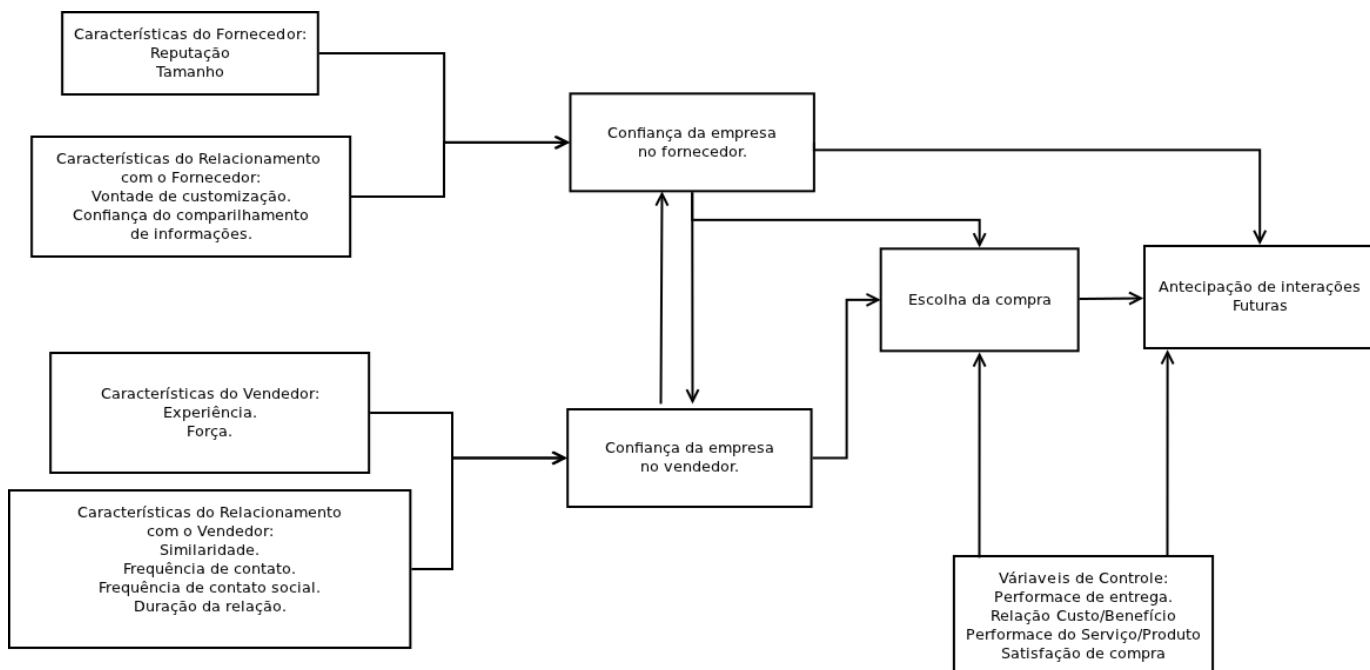 Características do Fornecedor:
Reputação
Tamanho
Confiança da empresa
no fornecedor.
Características do Relacionamento
com o Fornecedor:
Vontade de customização.
Confiança do comparilhamento
de informações.
Escolha da compra
Antecipação de interações
Futuras
Características do Vendedor:
Experiência.
Força.
Confiança da empresa
no vendedor.
Características do Relacionamento
com o Vendedor:
Similaridade.
Frequência de contato.
Frequência de contato social.
Duração da relação.
Váriaveis de Controle:
Performace de entrega.
Relação Custo/Benefício
Performace do Serviço/Produto
Satisfação de compra